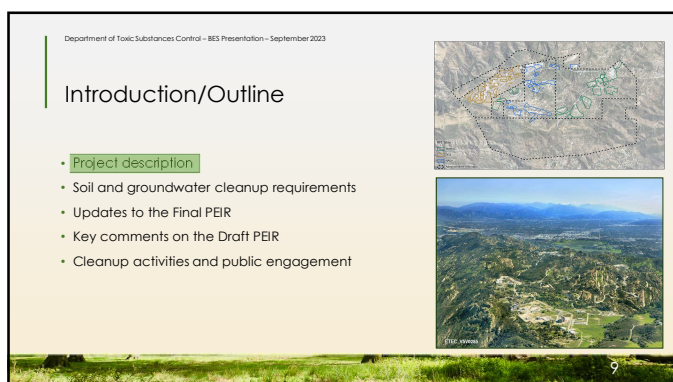 Department of Toxic Substances Control – BES Presentation – September 2023
Introduction/Outline
• Project description
• Soil and groundwater cleanup requirements
• Updates to the Final PEIR
• Key comments on the Draft PEIR
• Cleanup activities and public engagement
9